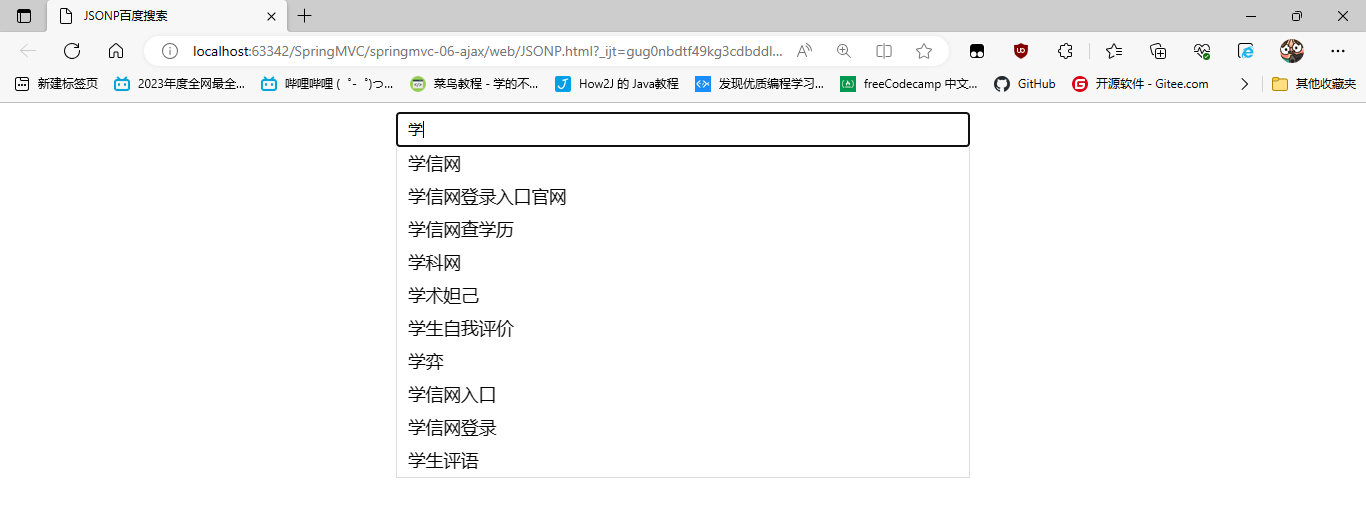 JSONP百度搜索
localhost:63342/SpringMVC/springmvc-06-ajax/web/JSONP.html?_ijt=gug0nbdtf49kg3cdbddl...
新建标签页 2023年度全网最全... 哔哩哔哩 (゜-゜)つ... 菜鸟教程 - 学的不... How2J 的 Java教程 发现优质编程学习... freeCodecamp 中文... GitHub 开源软件 - Gitee.com 其他收藏夹
学
学信网
学信网登录入口官网
学信网查学历
学科网
学术妲己
学生自我评价
学弈
学信网入口
学信网登录
学生评语